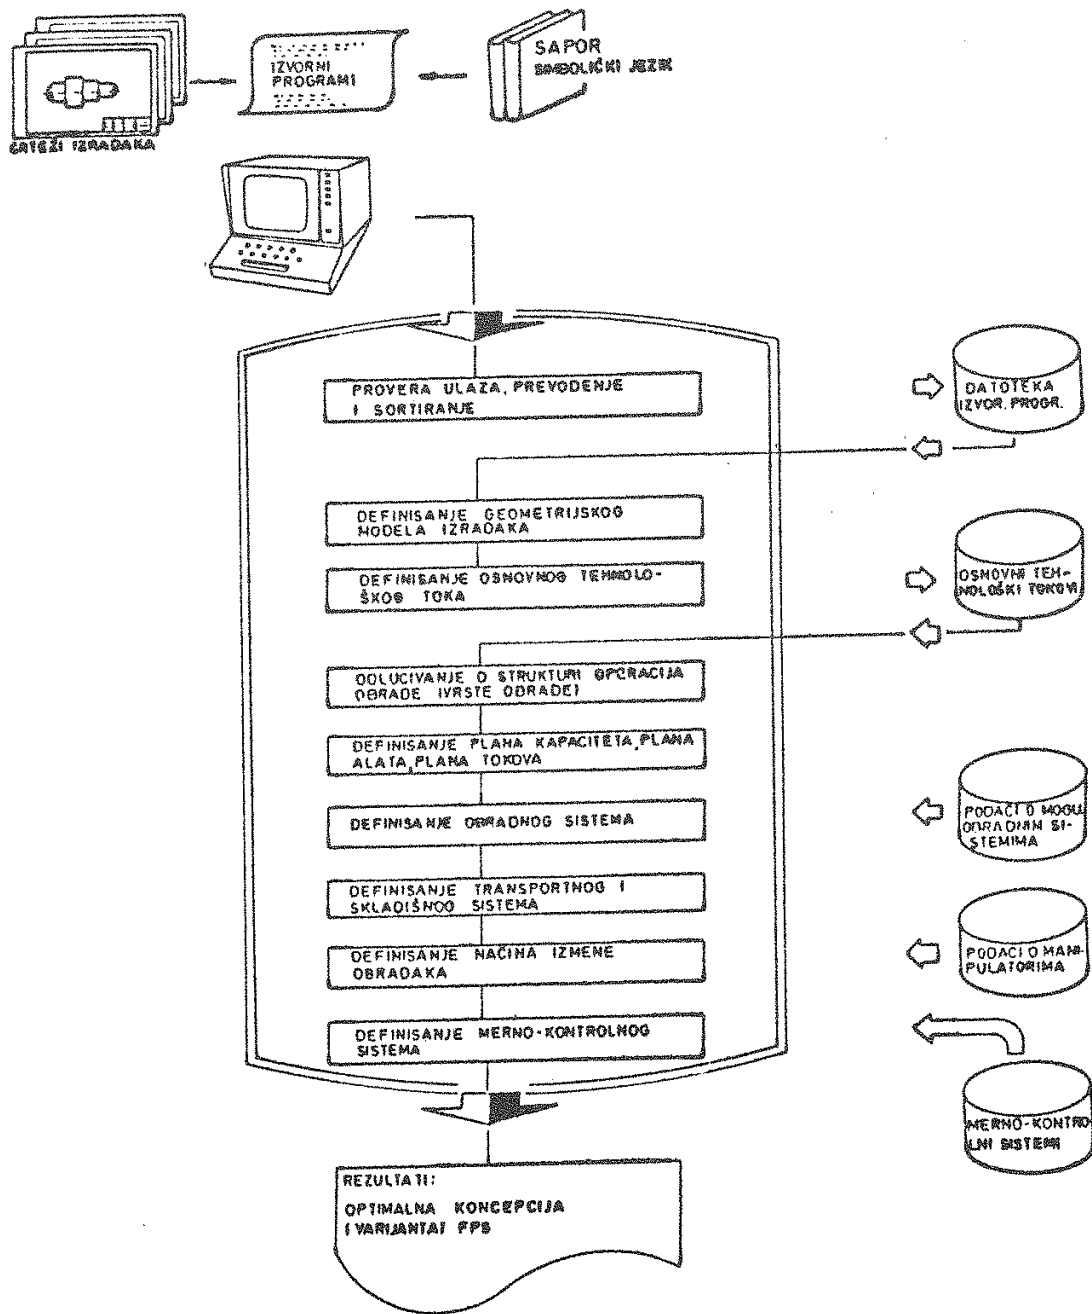 SAPOR
SIMBOLIČKI JEZIK
IZVORNI
PROGRAMI
CRTEŽI IZRADAKA
PROVERA ULAZA, PREVOĐENJE
I SORTIRANJE
DATOTEKA
IZVOR. PROGR.
DEFINISANJE GEOMETRIJSKOG
MODELA IZRADAKA
DEFINISANJE OSNOVNOG TEHNOLO-
ŠKOG TOKA
OSNOVNI TEH-
NOLOŠKI TOKOVI
ODLUCIVANJE O STRUKTURI OPERACIJA
OBRADE (VRSTE OBRADE)
DEFINISANJE PLANA KAPACITETA, PLANA
ALATA, PLANA TOKOVA
DEFINISANJE OBRADNOG SISTEMA
PODACI O MOGU.
OBRADNIM SI-
STEMIMA
DEFINISANJE TRANSPORTNOG I
SKLADIŠNOG SISTEMA
DEFINISANJE NAČINA IZMENE
OBRADAKA
PODACI O MANI-
PULATORIMA
DEFINISANJE MERNO-KONTROLNOG
SISTEMA
MERNO-KONTRO-
LNI SISTEMI
REZULTATI:
OPTIMALNA KONCEPCIJA
(VARIJANTA) FPS